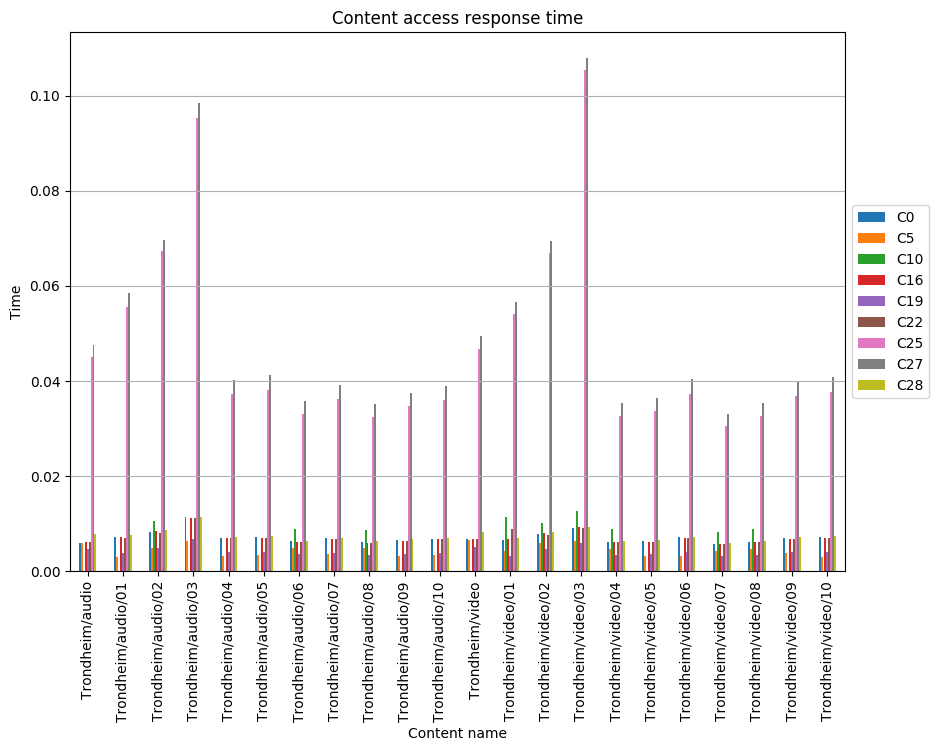 Content access response time
Time
0.10
0.08
0.06
0.04
0.02
0.00
C0
C5
C10
C16
C19
C22
C25
C27
C28
Trondheim/audio
Trondheim/audio/01
Trondheim/audio/02
Trondheim/audio/03
Trondheim/audio/04
Trondheim/audio/05
Trondheim/audio/06
Trondheim/audio/07
Trondheim/audio/08
Trondheim/audio/09
Trondheim/audio/10
Trondheim/video
Trondheim/video/01
Trondheim/video/02
Trondheim/video/03
Trondheim/video/04
Trondheim/video/05
Trondheim/video/06
Trondheim/video/07
Trondheim/video/08
Trondheim/video/09
Trondheim/video/10
Content name